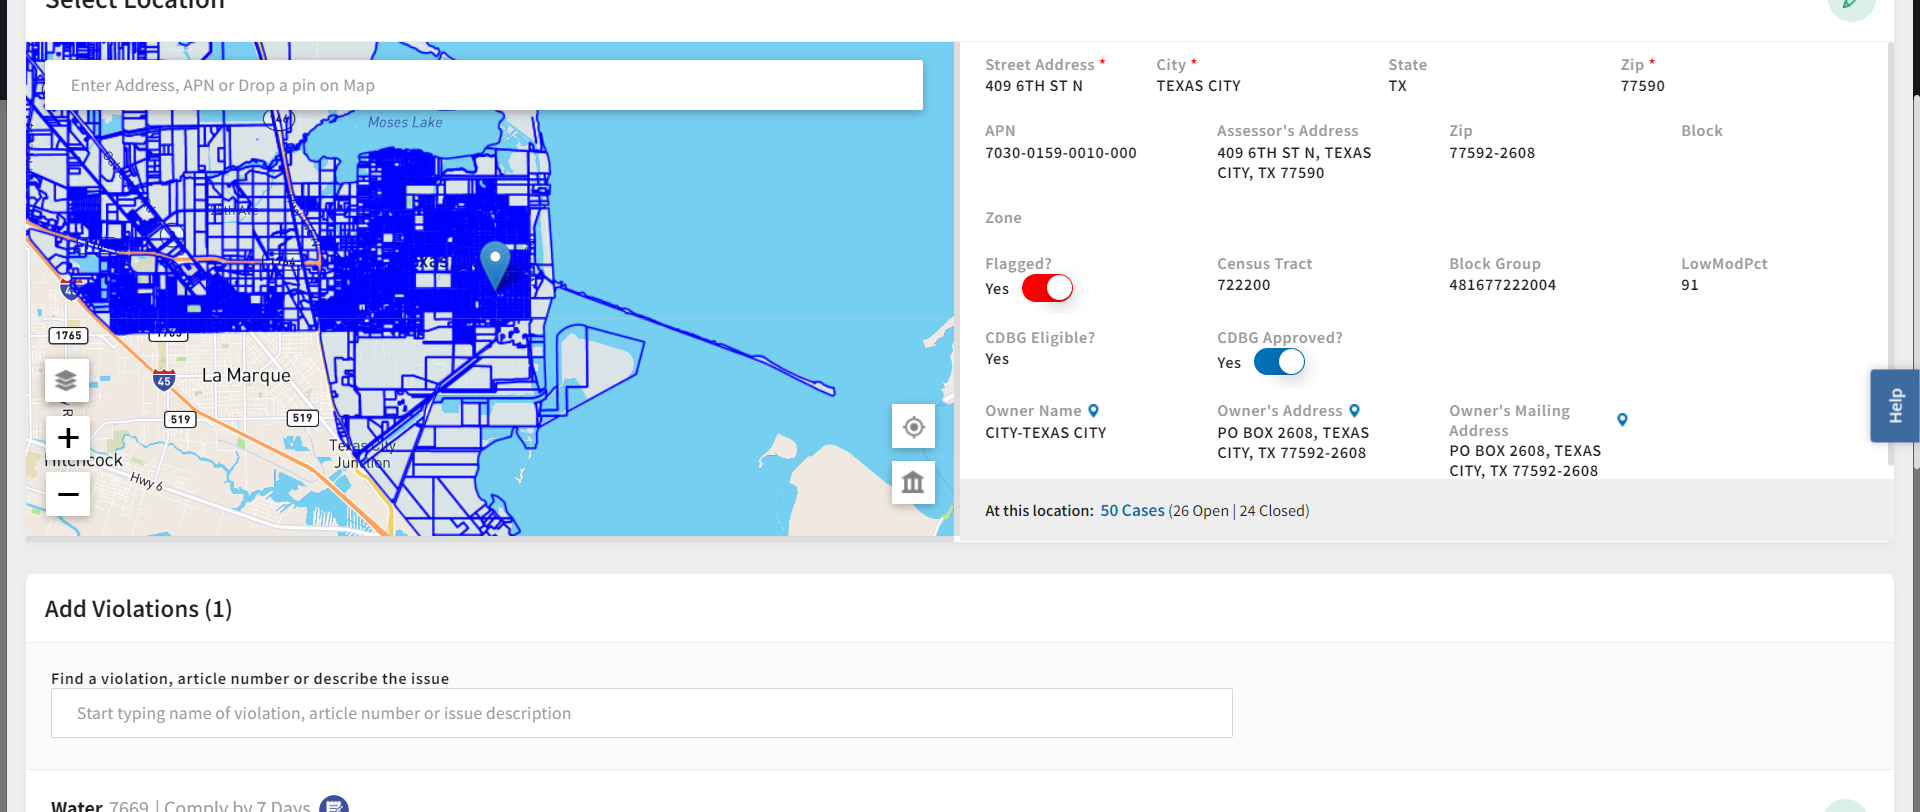 Select Location
Enter Address, APN or Drop a pin on Map
146
Moses Lake
1765
La Marque
45
519
519
Texas City
Junction
Hitchcock
Hwy 6
Street Address *
409 6TH ST N
City *
TEXAS CITY
State
TX
Zip *
77590
APN
7030-0159-0010-000
Assessor's Address
409 6TH ST N, TEXAS
CITY, TX 77590
Zip
77592-2608
Block
Zone
Flagged?
Yes
Census Tract
722200
Block Group
481677222004
LowModPct
91
CDBG Eligible?
Yes
CDBG Approved?
Yes
Owner Name
CITY-TEXAS CITY
Owner's Address
PO BOX 2608, TEXAS
CITY, TX 77592-2608
Owner's Mailing
Address
PO BOX 2608, TEXAS
CITY, TX 77592-2608
At this location: 50 Cases (26 Open | 24 Closed)
Help
Add Violations (1)
Find a violation, article number or describe the issue
Start typing name of violation, article number or issue description
Water 7669 | Comply by 7 Days